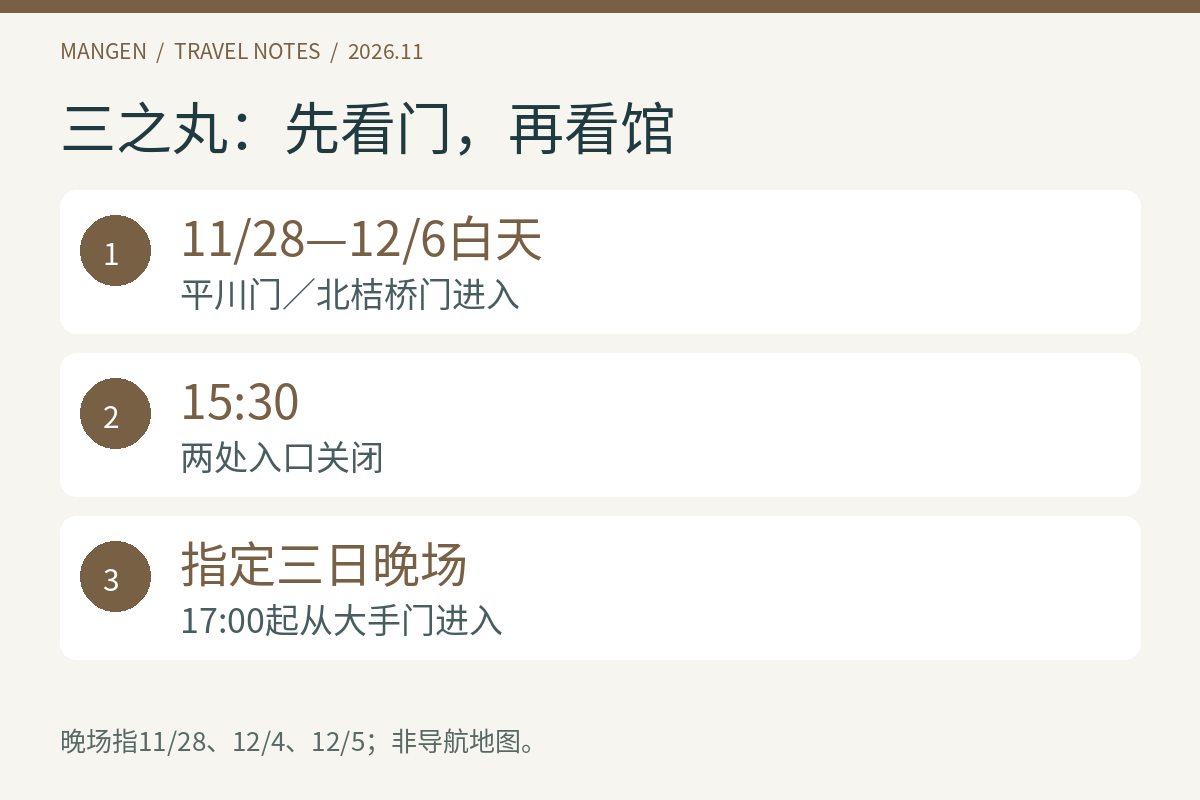 MANGEN / TRAVEL NOTES / 2026.11
三之丸：先看门，再看馆
1
11/28—12/6白天
平川门／北桔桥门进入
2
15:30
两处入口关闭
3
指定三日晚场
17:00起从大手门进入
晚场指11/28、12/4、12/5；非导航地图。